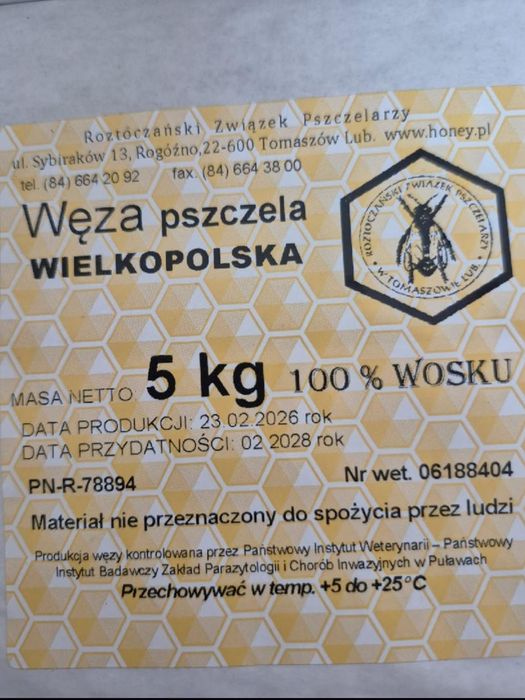 Roztoczański Związek Pszczelarzy
ul. Sybiraków 13, Rogóźno,22-600 Tomaszów Lub. www.honey.pl
tel. (84) 664 20 92 fax. (84) 664 38 00
Węza pszczela
WIELKOPOLSKA
ROZTOCZAŃSKI ZWIĄZEK PSZCZELARZY
W TOMASZOWIE LUB.
MASA NETTO: 5 kg 100 % WOSKU
DATA PRODUKCJI: 23.02.2026 rok
DATA PRZYDATNOŚCI: 02 2028 rok
PN-R-78894 Nr wet. 06188404
Materiał nie przeznaczony do spożycia przez ludzi
Produkcja węzy kontrolowana przez Państwowy Instytut Weterynarii – Państwowy
Instytut Badawczy Zakład Parazytologii i Chorób Inwazyjnych w Puławach
Przechowywać w temp. +5 do +25°C